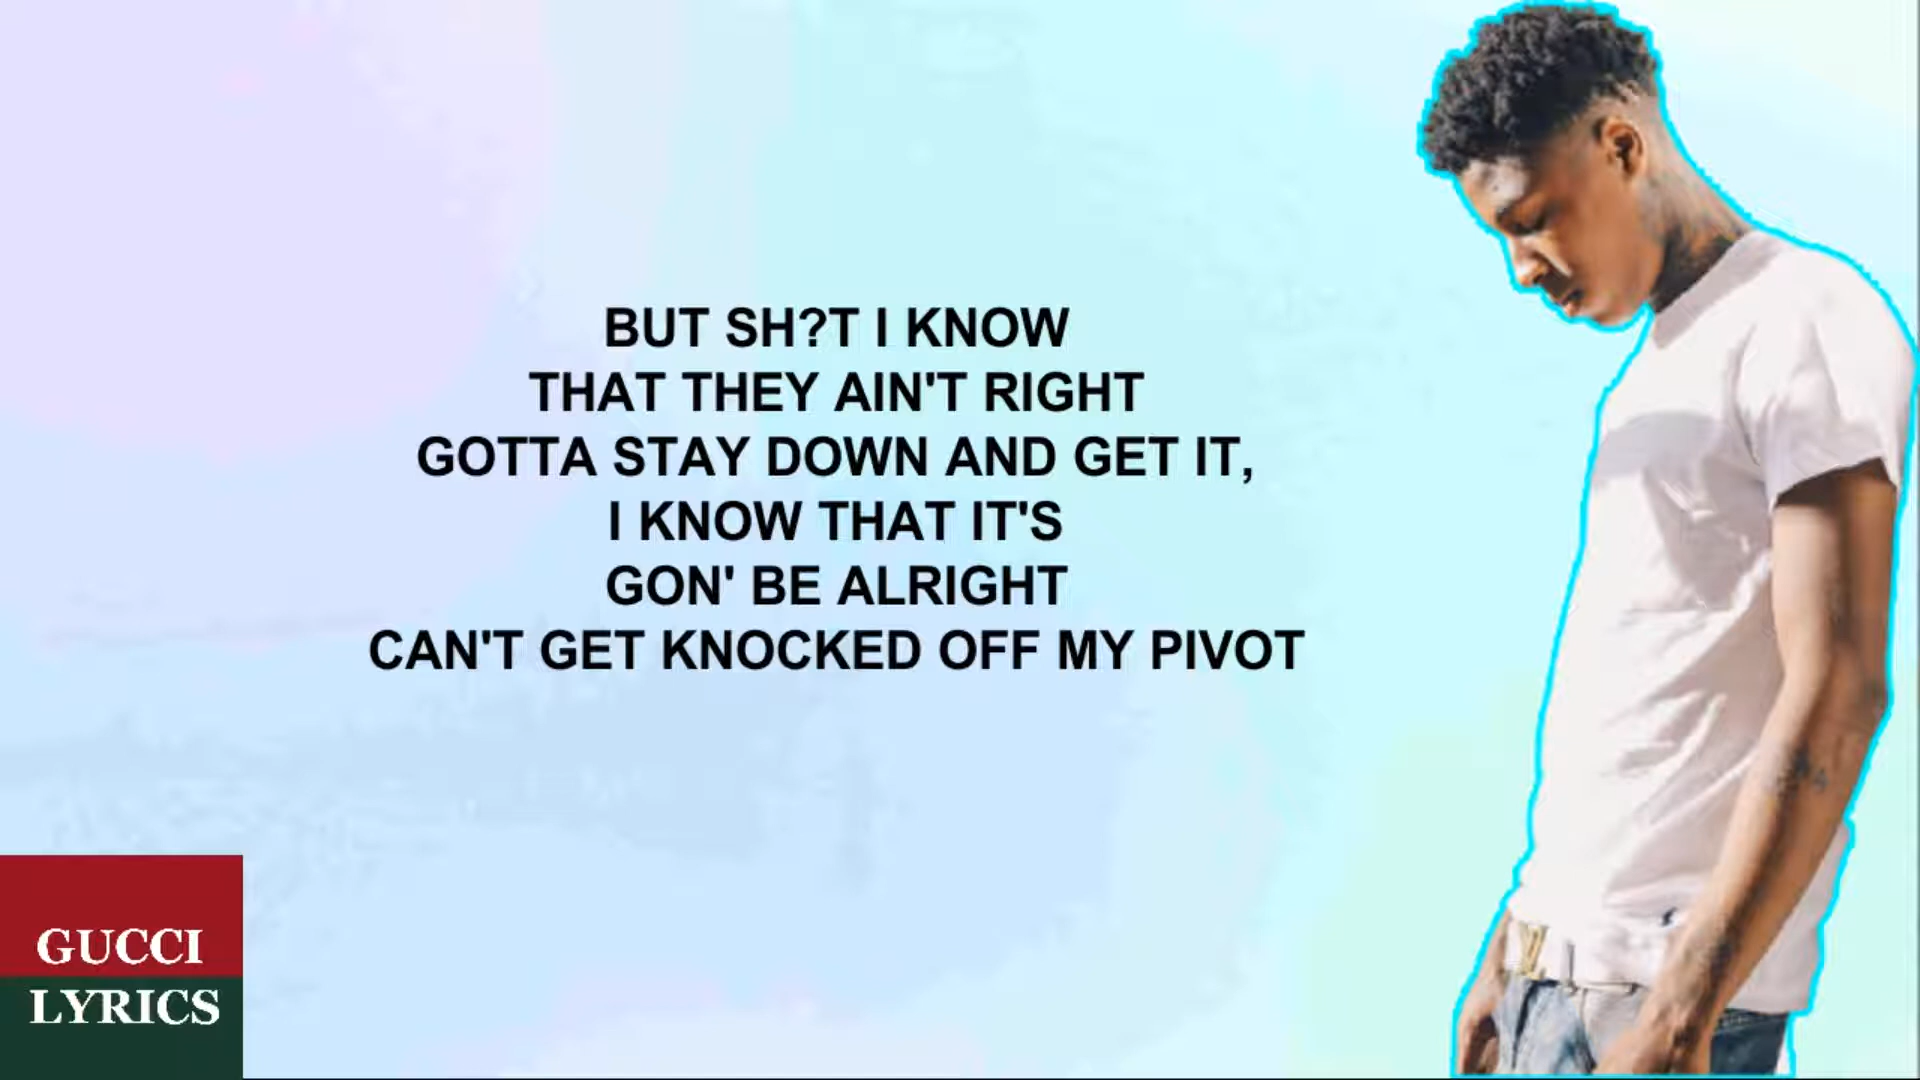 BUT SH?T I KNOW
THAT THEY AIN'T RIGHT
GOTTA STAY DOWN AND GET IT,
I KNOW THAT IT'S
GON' BE ALRIGHT
CAN'T GET KNOCKED OFF MY PIVOT
GUCCI
LYRICS